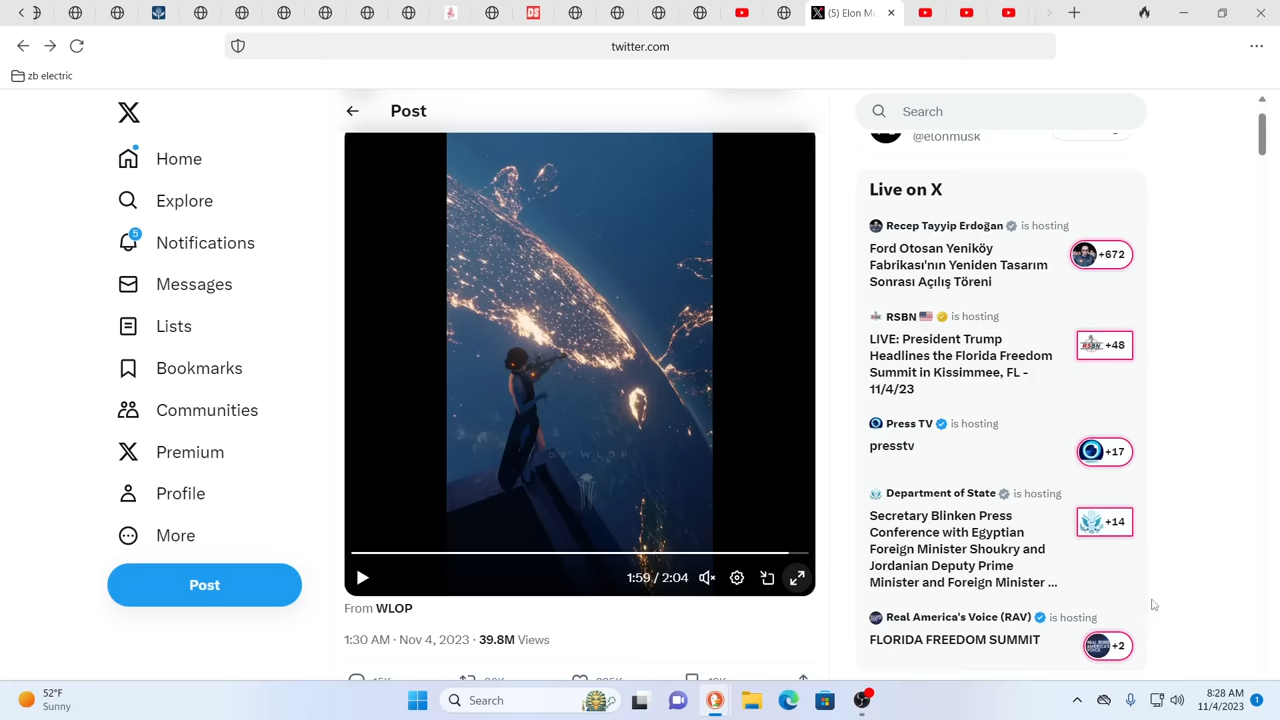 (5) Elon Mu
twitter.com
zb electric
Post
Search
@elonmusk
Home
Explore
5
Notifications
Messages
Lists
Bookmarks
Communities
Premium
Profile
More
Post
BY WLOP
1:59 / 2:04
From WLOP
1:30 AM · Nov 4, 2023 · 39.8M Views
Live on X
Recep Tayyip Erdoğan is hosting
Ford Otosan Yeniköy
Fabrikası'nın Yeniden Tasarım
Sonrası Açılış Töreni
+672
RSBN is hosting
LIVE: President Trump
Headlines the Florida Freedom
Summit in Kissimmee, FL -
11/4/23
RSBN
+48
Press TV is hosting
presstv
+17
Department of State is hosting
Secretary Blinken Press
Conference with Egyptian
Foreign Minister Shoukry and
Jordanian Deputy Prime
Minister and Foreign Minister ...
+14
Real America's Voice (RAV) is hosting
FLORIDA FREEDOM SUMMIT
+2
52°F
Sunny
Search
8:28 AM
11/4/2023
1